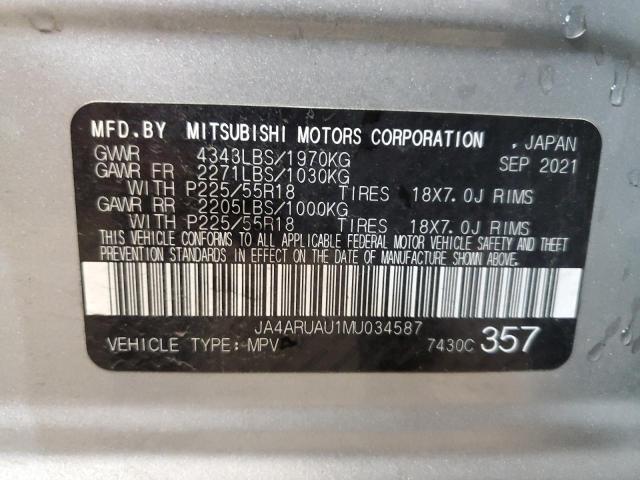 MFD.BY MITSUBISHI MOTORS CORPORATION , JAPAN
GVWR 4343LBS/1970KG SEP 2021
GAWR FR 2271LBS/1030KG
WITH P225/55R18 TIRES 18X7.0J RIMS
GAWR RR 2205LBS/1000KG
WITH P225/55R18 TIRES 18X7.0J RIMS
THIS VEHICLE CONFORMS TO ALL APPLICABLE FEDERAL MOTOR VEHICLE SAFETY AND THEFT
PREVENTION STANDARDS IN EFFECT ON THE DATE OF MANUFACTURE SHOWN ABOVE.
JA4ARUAU1MU034587
VEHICLE TYPE:MPV 7430C 357